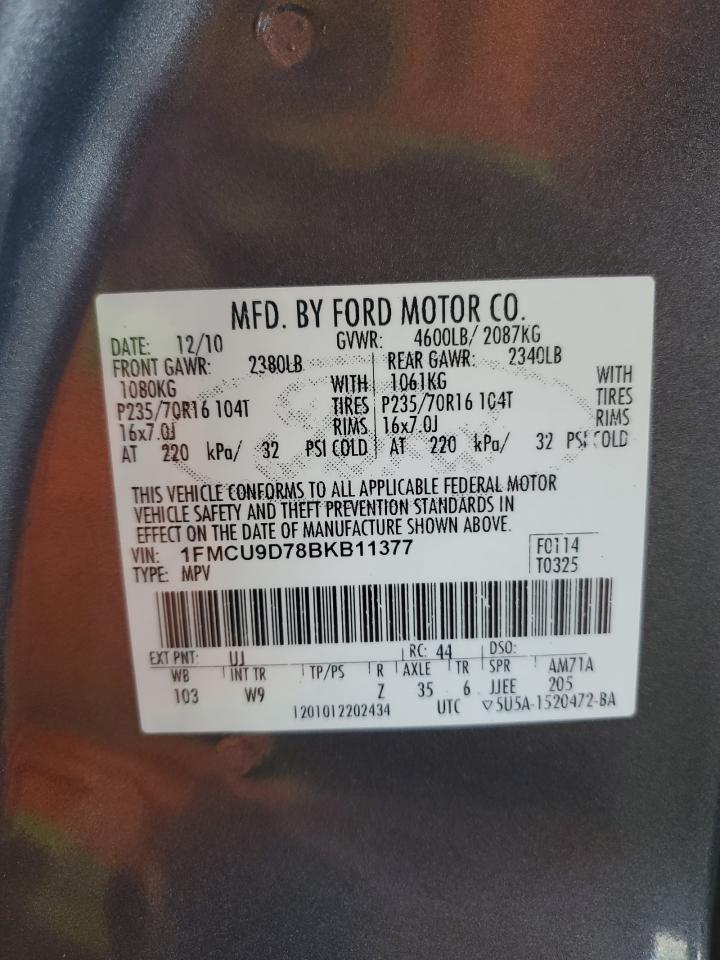 MFD. BY FORD MOTOR CO.
DATE: 12/10 GVWR: 4600LB/ 2087KG
FRONT GAWR: 2380LB REAR GAWR: 2340LB
1080KG WITH 1061KG WITH
P235/70R16 104T TIRES P235/70R16 104T TIRES
16x7.0J RIMS 16x7.0J RIMS
AT 220 kPa/ 32 PSI COLD AT 220 kPa/ 32 PSI COLD
THIS VEHICLE CONFORMS TO ALL APPLICABLE FEDERAL MOTOR
VEHICLE SAFETY AND THEFT PREVENTION STANDARDS IN
EFFECT ON THE DATE OF MANUFACTURE SHOWN ABOVE.
VIN: 1FMCU9D78BKB11377 F0114
TYPE: MPV T0325
EXT PNT: UJ RC: 44 DSO:
WB INT TR TP/PS R AXLE TR SPR AM71A
103 W9 Z 35 6 JJEE 205
1201012202434 UTC ▽5U5A-1520472-BA